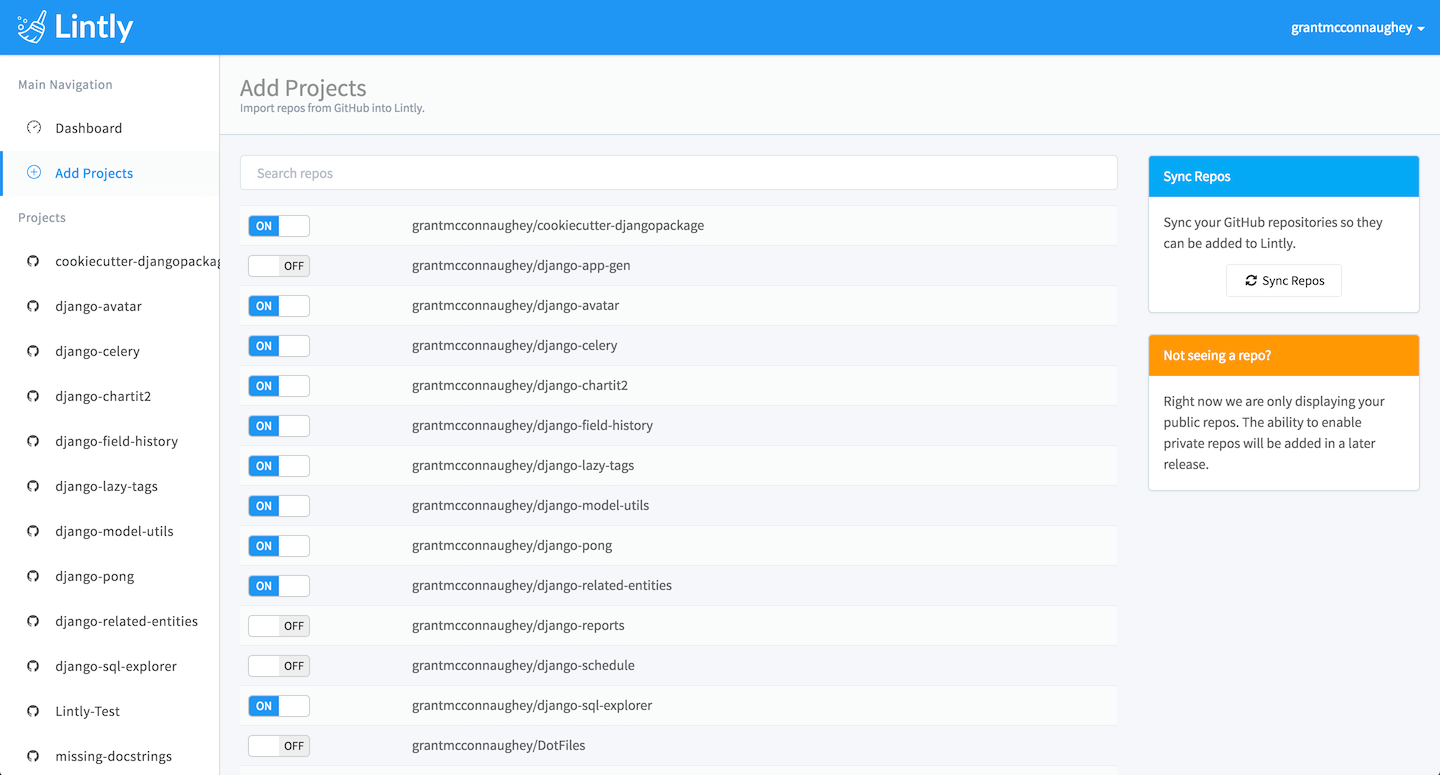 Lintly
grantmcconnaughey
Main Navigation
Dashboard
Add Projects
Projects
cookiecutter-djangopackag
django-avatar
django-celery
django-chartit2
django-field-history
django-lazy-tags
django-model-utils
django-pong
django-related-entities
django-sql-explorer
Lintly-Test
missing-docstrings
Add Projects
Import repos from GitHub into Lintly.
Search repos
ON grantmcconnaughey/cookiecutter-djangopackage
OFF grantmcconnaughey/django-app-gen
ON grantmcconnaughey/django-avatar
ON grantmcconnaughey/django-celery
ON grantmcconnaughey/django-chartit2
ON grantmcconnaughey/django-field-history
ON grantmcconnaughey/django-lazy-tags
ON grantmcconnaughey/django-model-utils
ON grantmcconnaughey/django-pong
ON grantmcconnaughey/django-related-entities
OFF grantmcconnaughey/django-reports
OFF grantmcconnaughey/django-schedule
ON grantmcconnaughey/django-sql-explorer
OFF grantmcconnaughey/DotFiles
Sync Repos
Sync your GitHub repositories so they
can be added to Lintly.
Sync Repos
Not seeing a repo?
Right now we are only displaying your
public repos. The ability to enable
private repos will be added in a later
release.